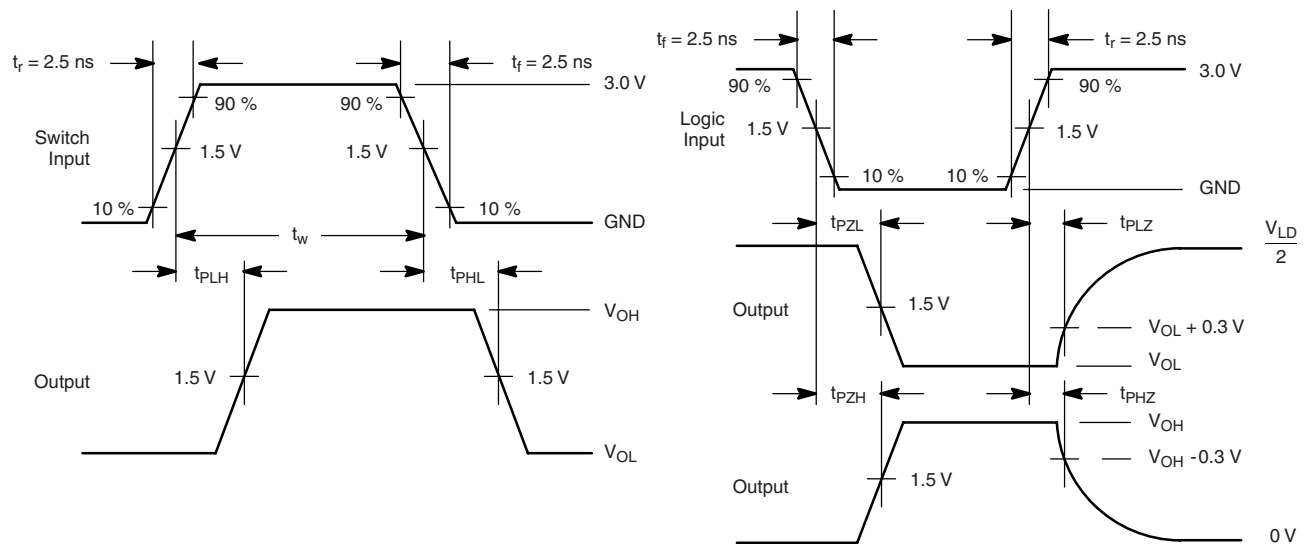 tr = 2.5 ns
tf = 2.5 ns
3.0 V
90 %
90 %
Switch
Input
1.5 V
1.5 V
10 %
10 %
GND
tw
tPLH
tPHL
VOH
Output
1.5 V
1.5 V
VOL
tf = 2.5 ns
tr = 2.5 ns
3.0 V
90 %
90 %
Logic
Input
1.5 V
1.5 V
10 %
10 %
GND
tPZL
tPLZ
VLD
2
Output
1.5 V
VOL + 0.3 V
VOL
tPZH
tPHZ
VOH
VOH -0.3 V
Output
1.5 V
0 V